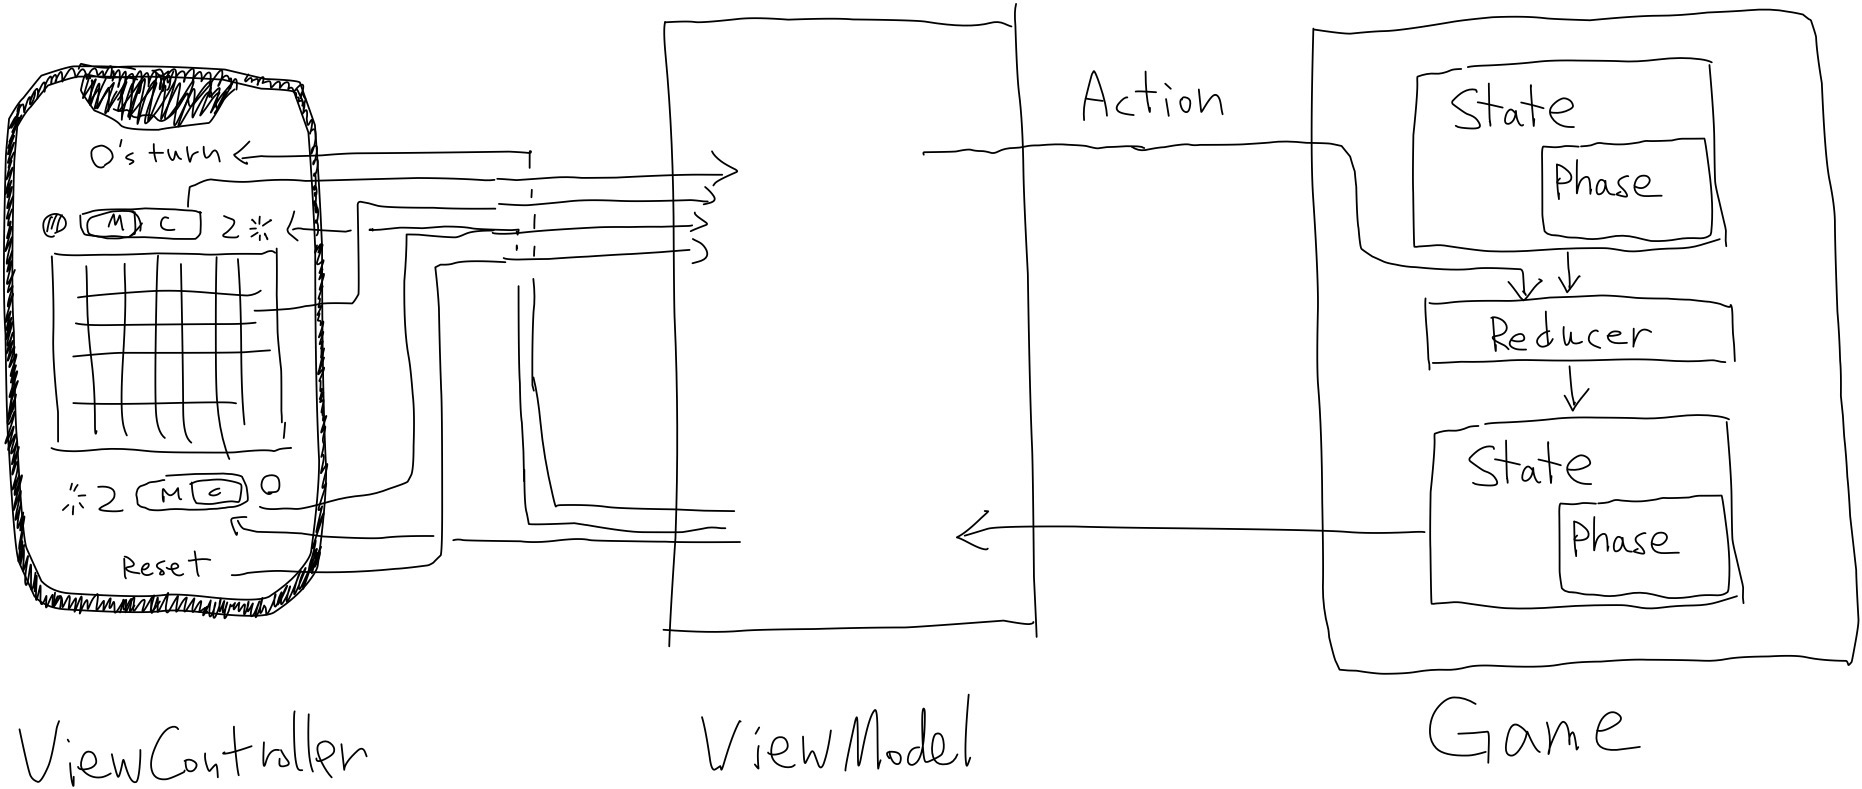 O's turn
M C 2
2 M C O
Reset
ViewController
ViewModel
Action
State
Phase
Reducer
State
Phase
Game